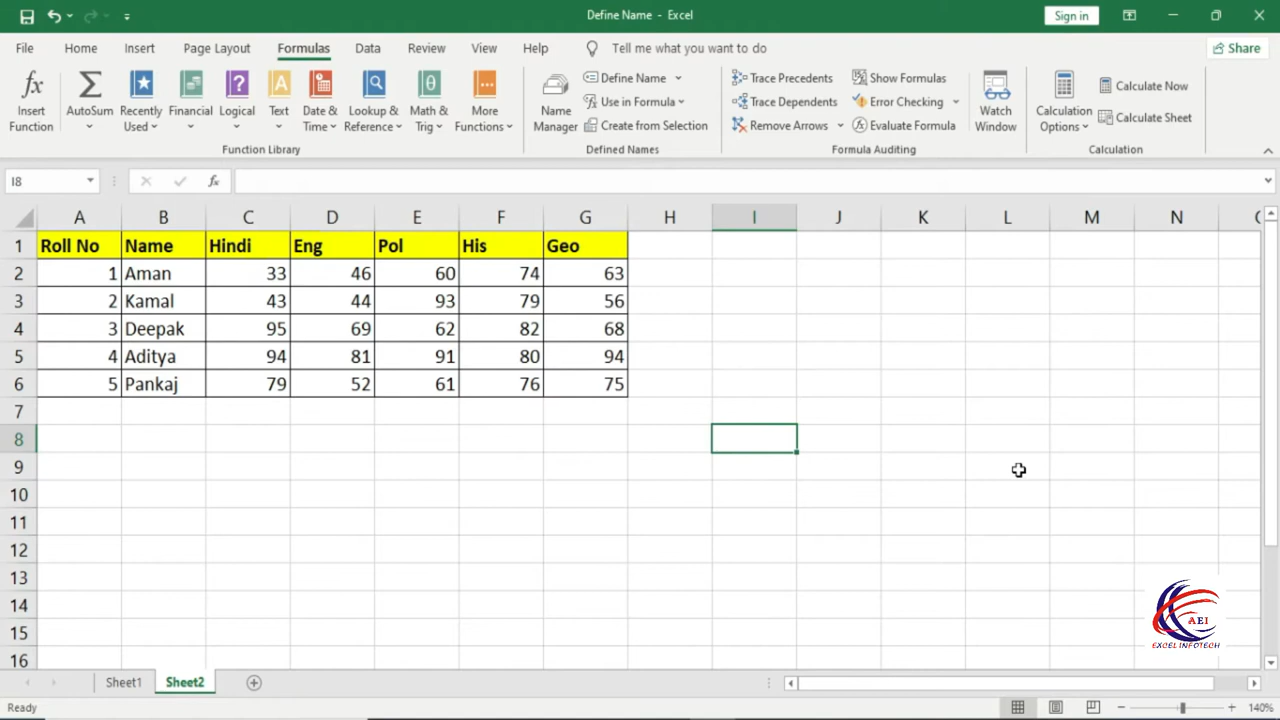 Define Name - Excel
Sign in
File Home Insert Page Layout Formulas Data Review View Help Tell me what you want to do Share
Insert Function
AutoSum
Recently Used
Financial
Logical
Text
Date & Time
Lookup & Reference
Math & Trig
More Functions
Function Library
Name Manager
Define Name
Use in Formula
Create from Selection
Defined Names
Trace Precedents
Trace Dependents
Remove Arrows
Show Formulas
Error Checking
Evaluate Formula
Formula Auditing
Watch Window
Calculation Options
Calculate Now
Calculate Sheet
Calculation
I8 fx
A B C D E F G H I J K L M N
1 Roll No Name Hindi Eng Pol His Geo
2 1 Aman 33 46 60 74 63
3 2 Kamal 43 44 93 79 56
4 3 Deepak 95 69 62 82 68
5 4 Aditya 94 81 91 80 94
6 5 Pankaj 79 52 61 76 75
7
8
9
10
11
12
13
14
15
16
AEI
EXCEL INFOTECH
Sheet1 Sheet2
Ready 140%